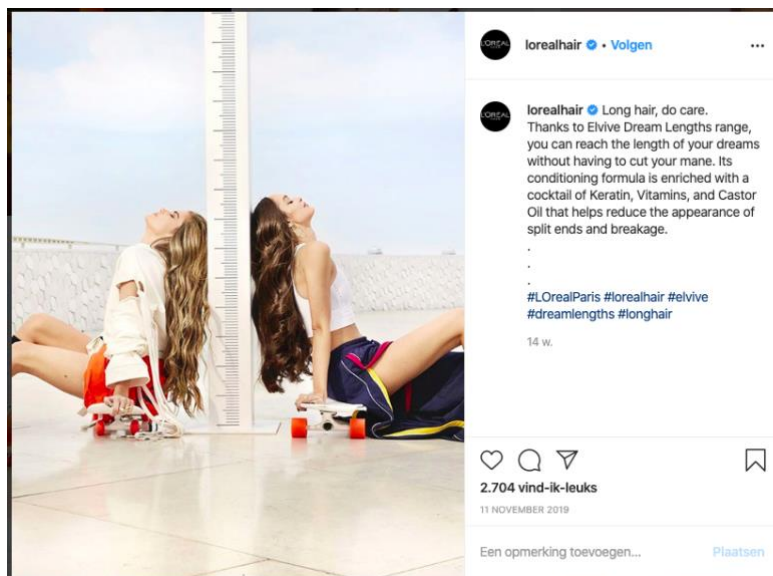 L'ORÉAL
lorealhair • Volgen
L'ORÉAL
lorealhair Long hair, do care.
Thanks to Elvive Dream Lengths range,
you can reach the length of your dreams
without having to cut your mane. Its
conditioning formula is enriched with a
cocktail of Keratin, Vitamins, and Castor
Oil that helps reduce the appearance of
split ends and breakage.
.
.
.
#LOrealParis #lorealhair #elvive
#dreamlengths #longhair
14 w.
2.704 vind-ik-leuks
11 NOVEMBER 2019
Een opmerking toevoegen...
Plaatsen